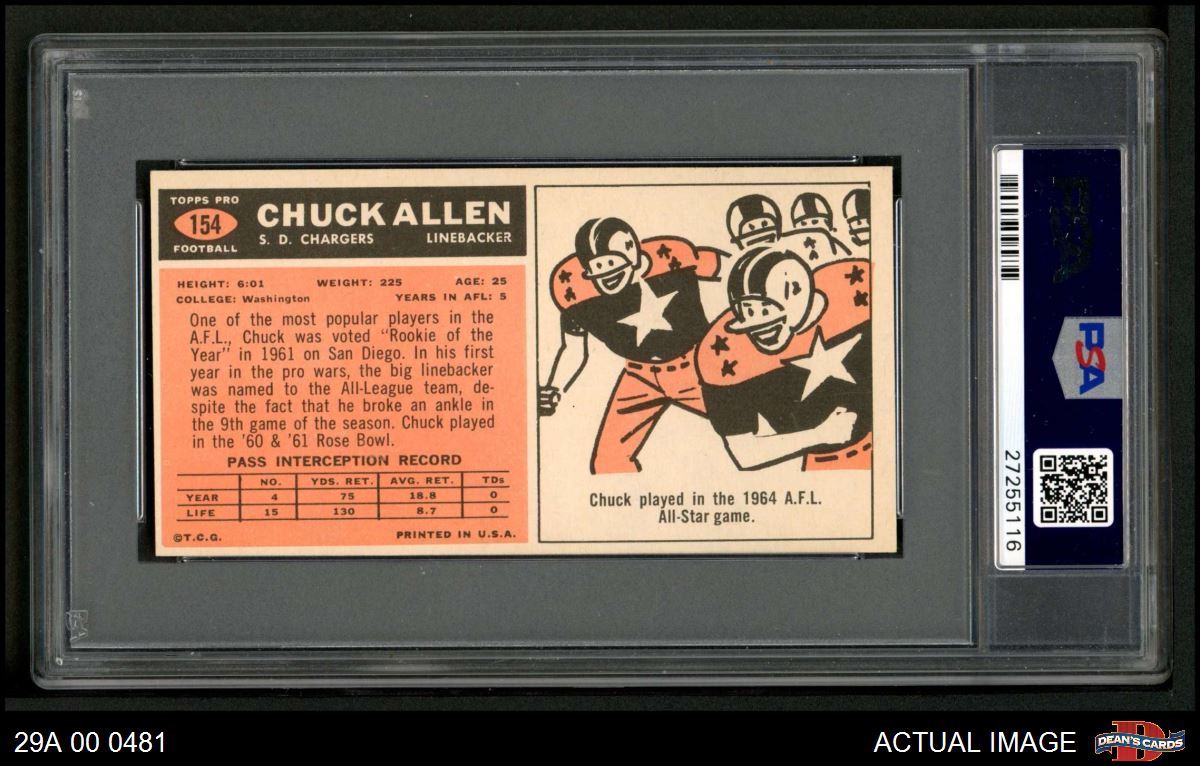 TOPPS PRO
154
FOOTBALL
CHUCK ALLEN
S. D. CHARGERS LINEBACKER
HEIGHT: 6:01 WEIGHT: 225 AGE: 25
COLLEGE: Washington YEARS IN AFL: 5
One of the most popular players in the
A.F.L., Chuck was voted "Rookie of the
Year" in 1961 on San Diego. In his first
year in the pro wars, the big linebacker
was named to the All-League team, de-
spite the fact that he broke an ankle in
the 9th game of the season. Chuck played
in the '60 & '61 Rose Bowl.
PASS INTERCEPTION RECORD
NO. YDS. RET. AVG. RET. TDs
YEAR 4 75 18.8 0
LIFE 15 130 8.7 0
©T.C.G. PRINTED IN U.S.A.
Chuck played in the 1964 A.F.L.
All-Star game.
PSA
PSA
27255116
29A 00 0481
ACTUAL IMAGE
DEAN'S CARDS